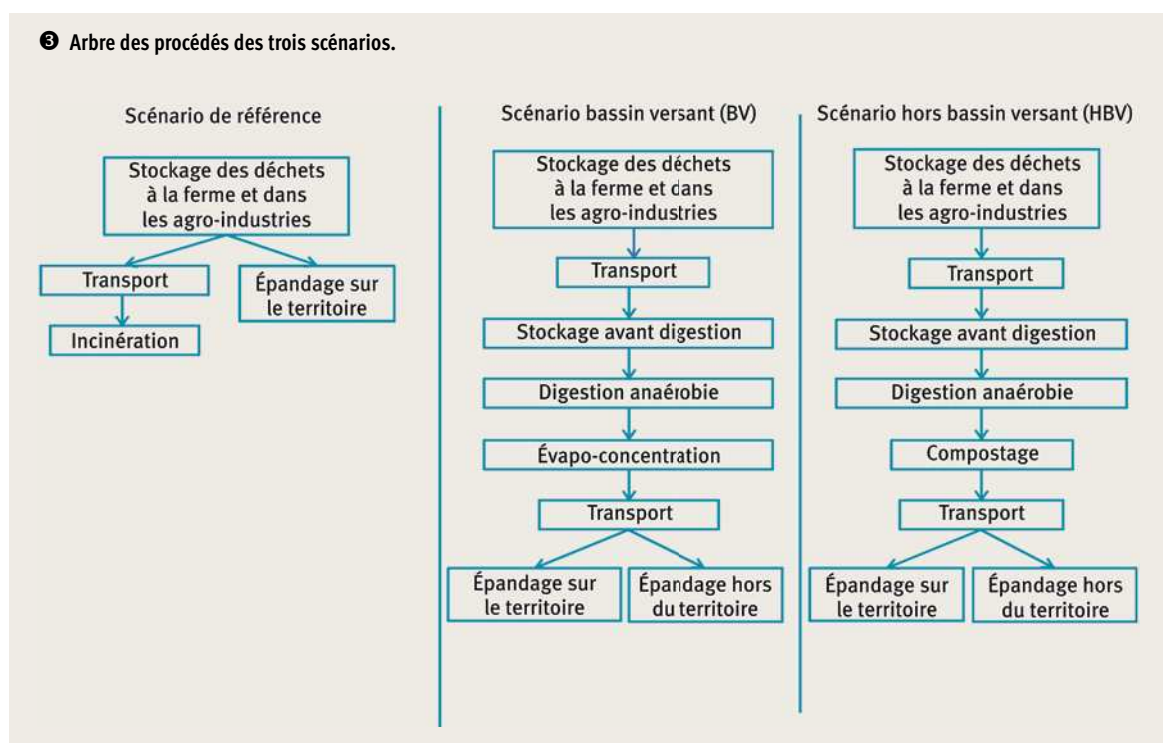 ❸ Arbre des procédés des trois scénarios.
Scénario de référence
Stockage des déchets
à la ferme et dans
les agro-industries
Transport
Épandage sur
le territoire
Incinération
Scénario bassin versant (BV)
Stockage des déchets
à la ferme et dans
les agro-industries
Transport
Stockage avant digestion
Digestion anaérobie
Évapo-concentration
Transport
Épandage sur
le territoire
Épandage hors
du territoire
Scénario hors bassin versant (HBV)
Stockage des déchets
à la ferme et dans
les agro-industries
Transport
Stockage avant digestion
Digestion anaérobie
Compostage
Transport
Épandage sur
le territoire
Épandage hors
du territoire